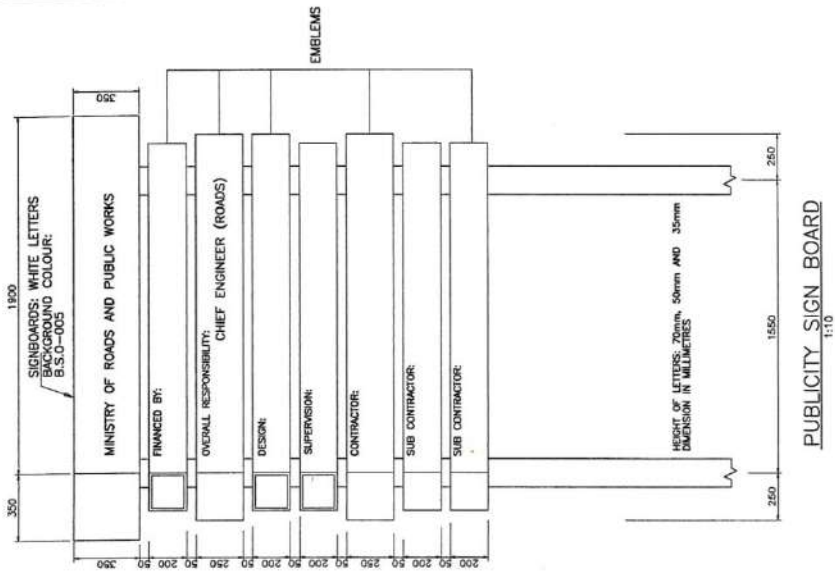 1900
350
SIGNBOARDS: WHITE LETTERS
BACKGROUND COLOUR:
B.S.O-005
350
350
MINISTRY OF ROADS AND PUBLIC WORKS
50
200
FINANCED BY:
50
250
OVERALL RESPONSIBILITY:
CHIEF ENGINEER (ROADS)
50
200
DESIGN:
50
200
SUPERVISION:
50
250
CONTRACTOR:
50
200
SUB CONTRACTOR:
50
200
SUB CONTRACTOR:
EMBLEMS
HEIGHT OF LETTERS: 70mm, 50mm AND 35mm
DIMENSION IN MILLIMETRES
250
1550
250
PUBLICITY SIGN BOARD
1:10